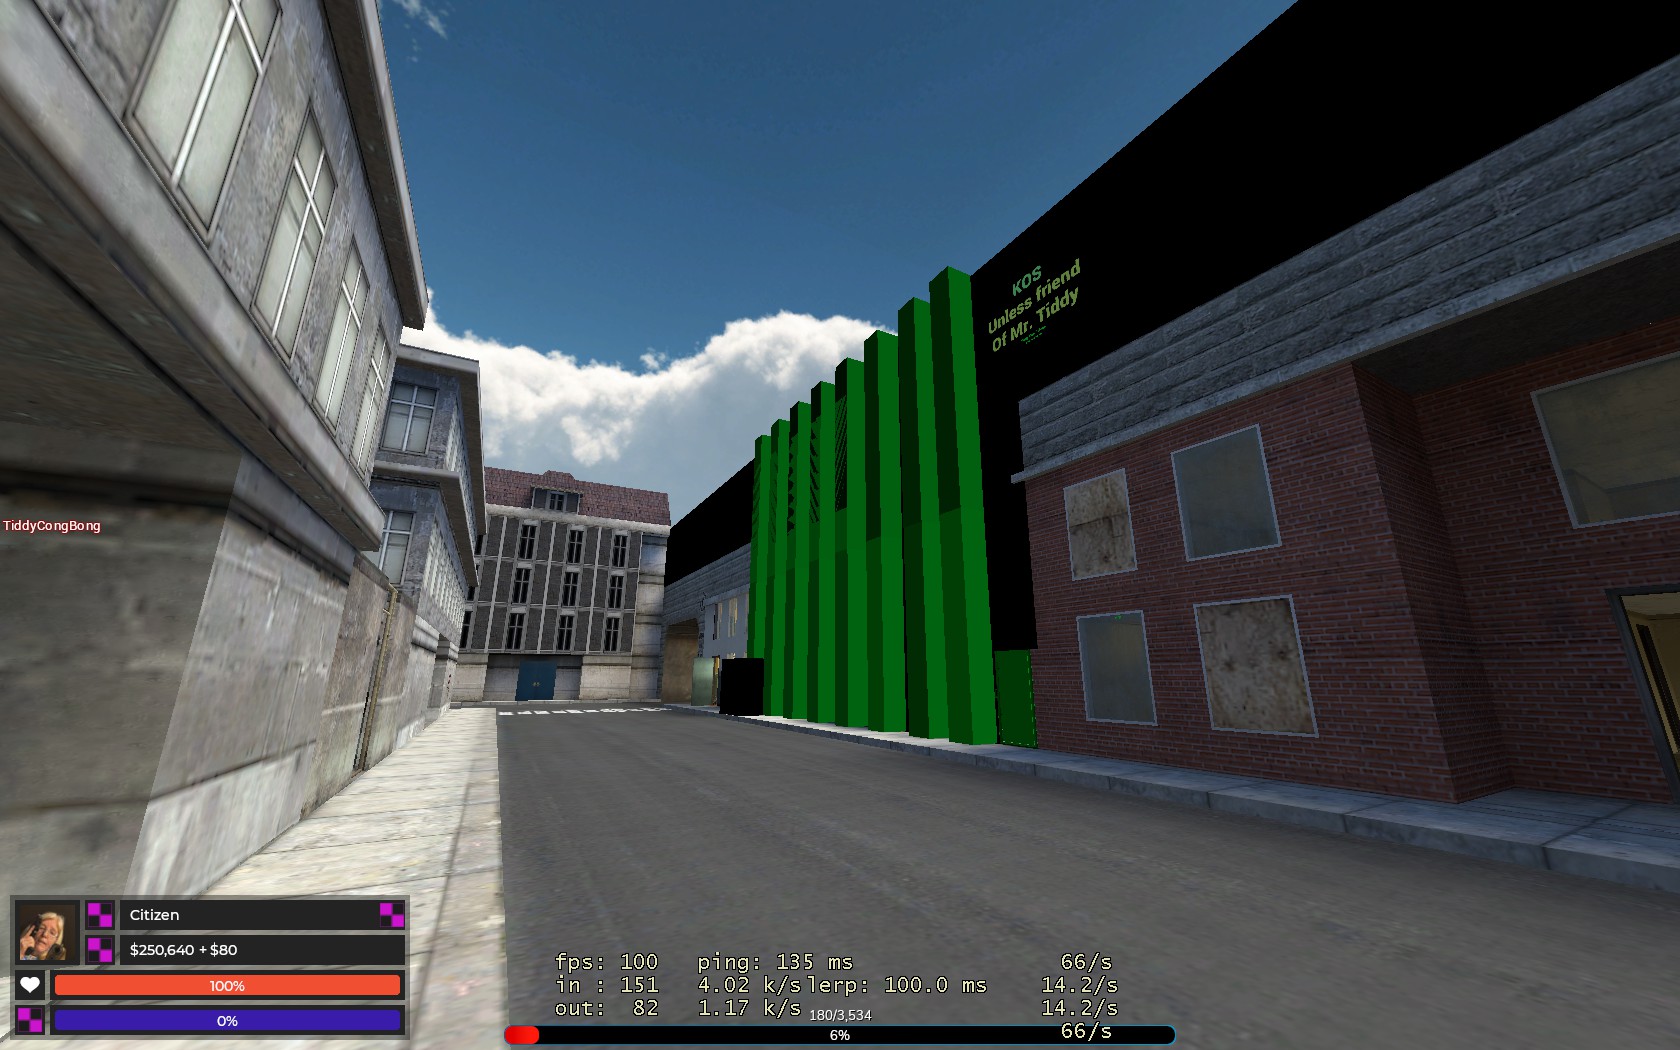 KOS
Unless friend
Of Mr. Tiddy
TiddyCongBong
Citizen
$250,640 + $80
100%
0%
fps: 100 ping: 135 ms 66/s
in : 151 4.02 k/s lerp: 100.0 ms 14.2/s
out: 82 1.17 k/s 14.2/s
180/3,534
66/s
6%